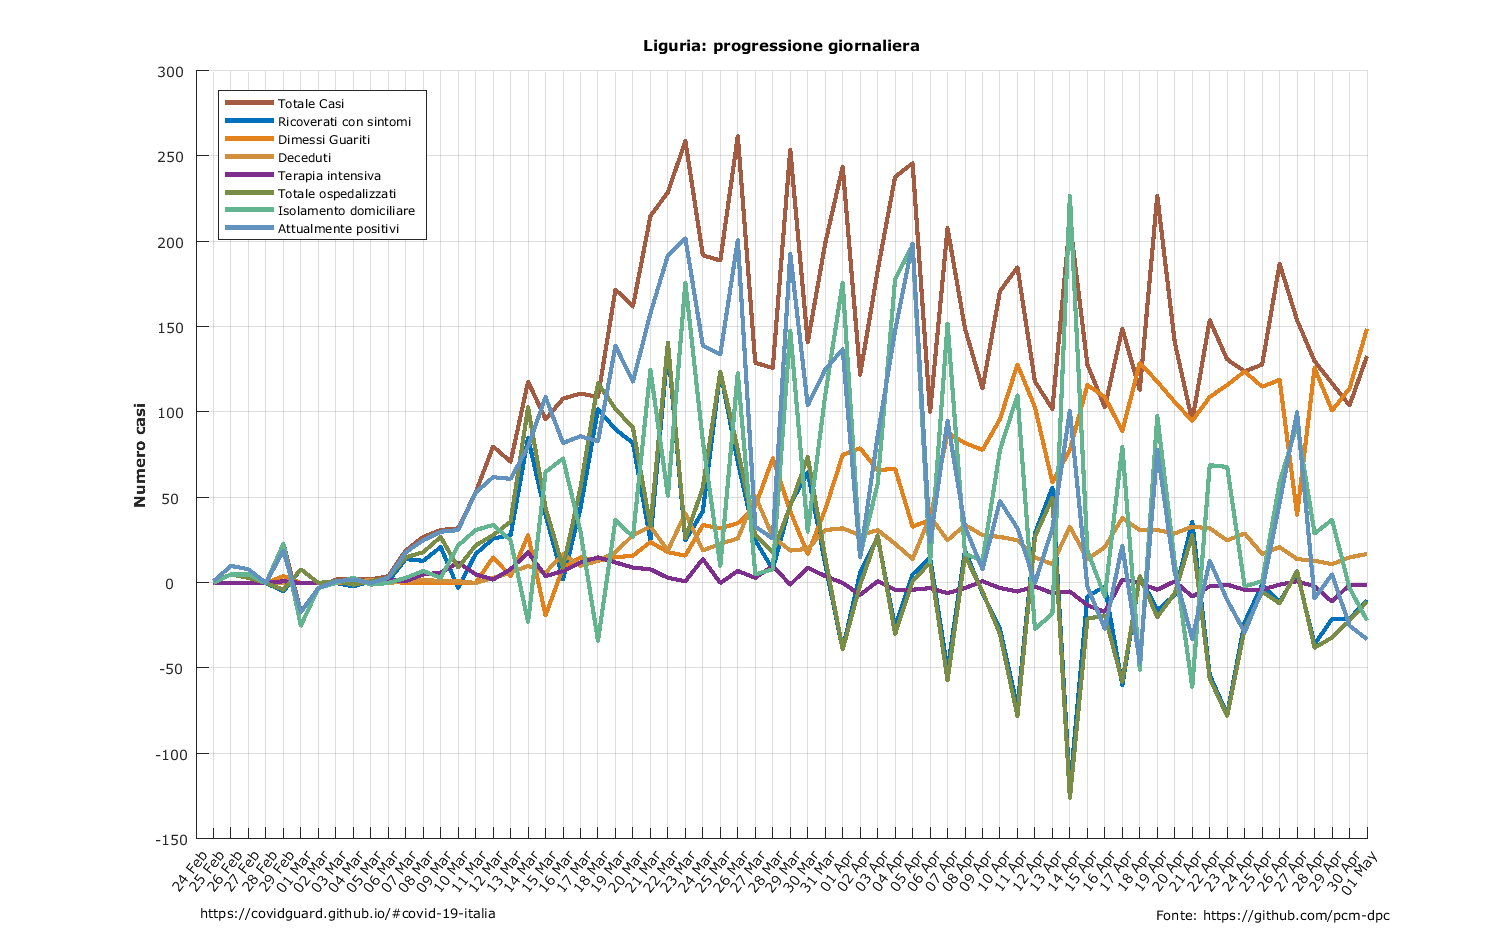 Liguria: progressione giornaliera
Numero casi
300
250
200
150
100
50
0
-50
-100
-150
Totale Casi
Ricoverati con sintomi
Dimessi Guariti
Deceduti
Terapia intensiva
Totale ospedalizzati
Isolamento domiciliare
Attualmente positivi
24 Feb
25 Feb
26 Feb
27 Feb
28 Feb
29 Feb
01 Mar
02 Mar
03 Mar
04 Mar
05 Mar
06 Mar
07 Mar
08 Mar
09 Mar
10 Mar
11 Mar
12 Mar
13 Mar
14 Mar
15 Mar
16 Mar
17 Mar
18 Mar
19 Mar
20 Mar
21 Mar
22 Mar
23 Mar
24 Mar
25 Mar
26 Mar
27 Mar
28 Mar
29 Mar
30 Mar
31 Mar
01 Apr
02 Apr
03 Apr
04 Apr
05 Apr
06 Apr
07 Apr
08 Apr
09 Apr
10 Apr
11 Apr
12 Apr
13 Apr
14 Apr
15 Apr
16 Apr
17 Apr
18 Apr
19 Apr
20 Apr
21 Apr
22 Apr
23 Apr
24 Apr
25 Apr
26 Apr
27 Apr
28 Apr
29 Apr
30 Apr
01 May
https://covidguard.github.io/#covid-19-italia
Fonte: https://github.com/pcm-dpc